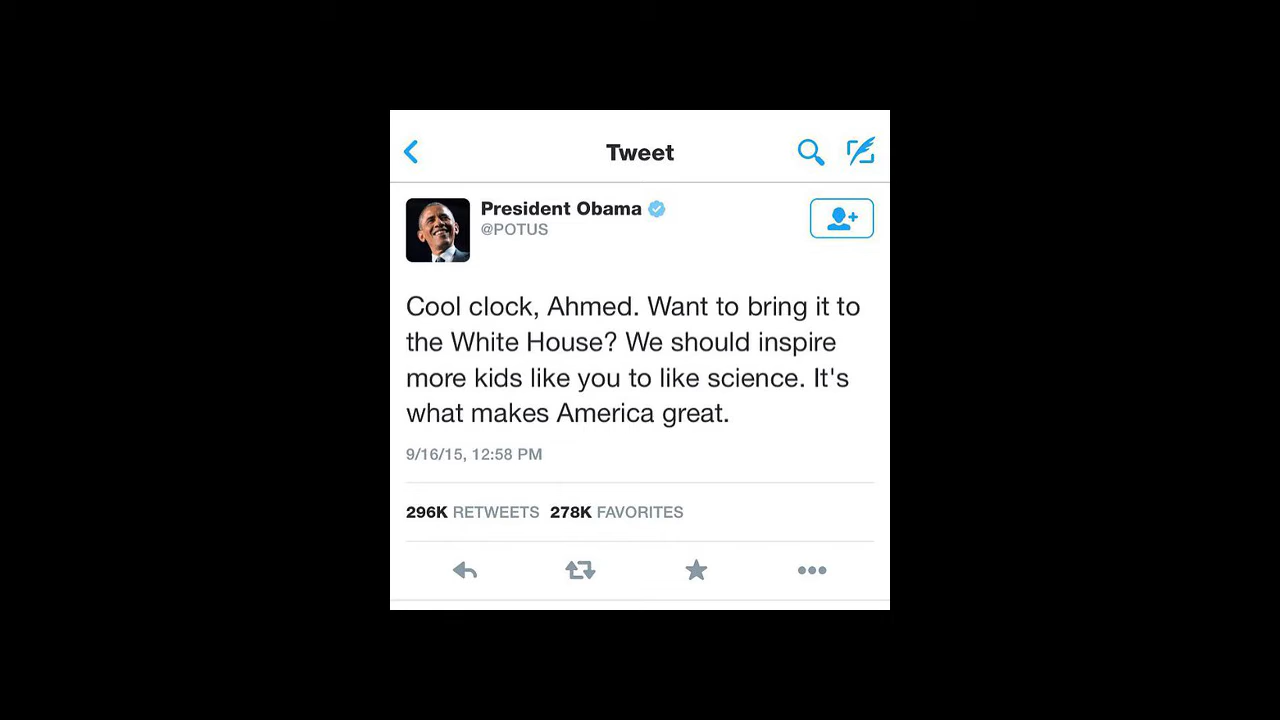 Tweet
President Obama
@POTUS
Cool clock, Ahmed. Want to bring it to
the White House? We should inspire
more kids like you to like science. It's
what makes America great.
9/16/15, 12:58 PM
296K RETWEETS 278K FAVORITES